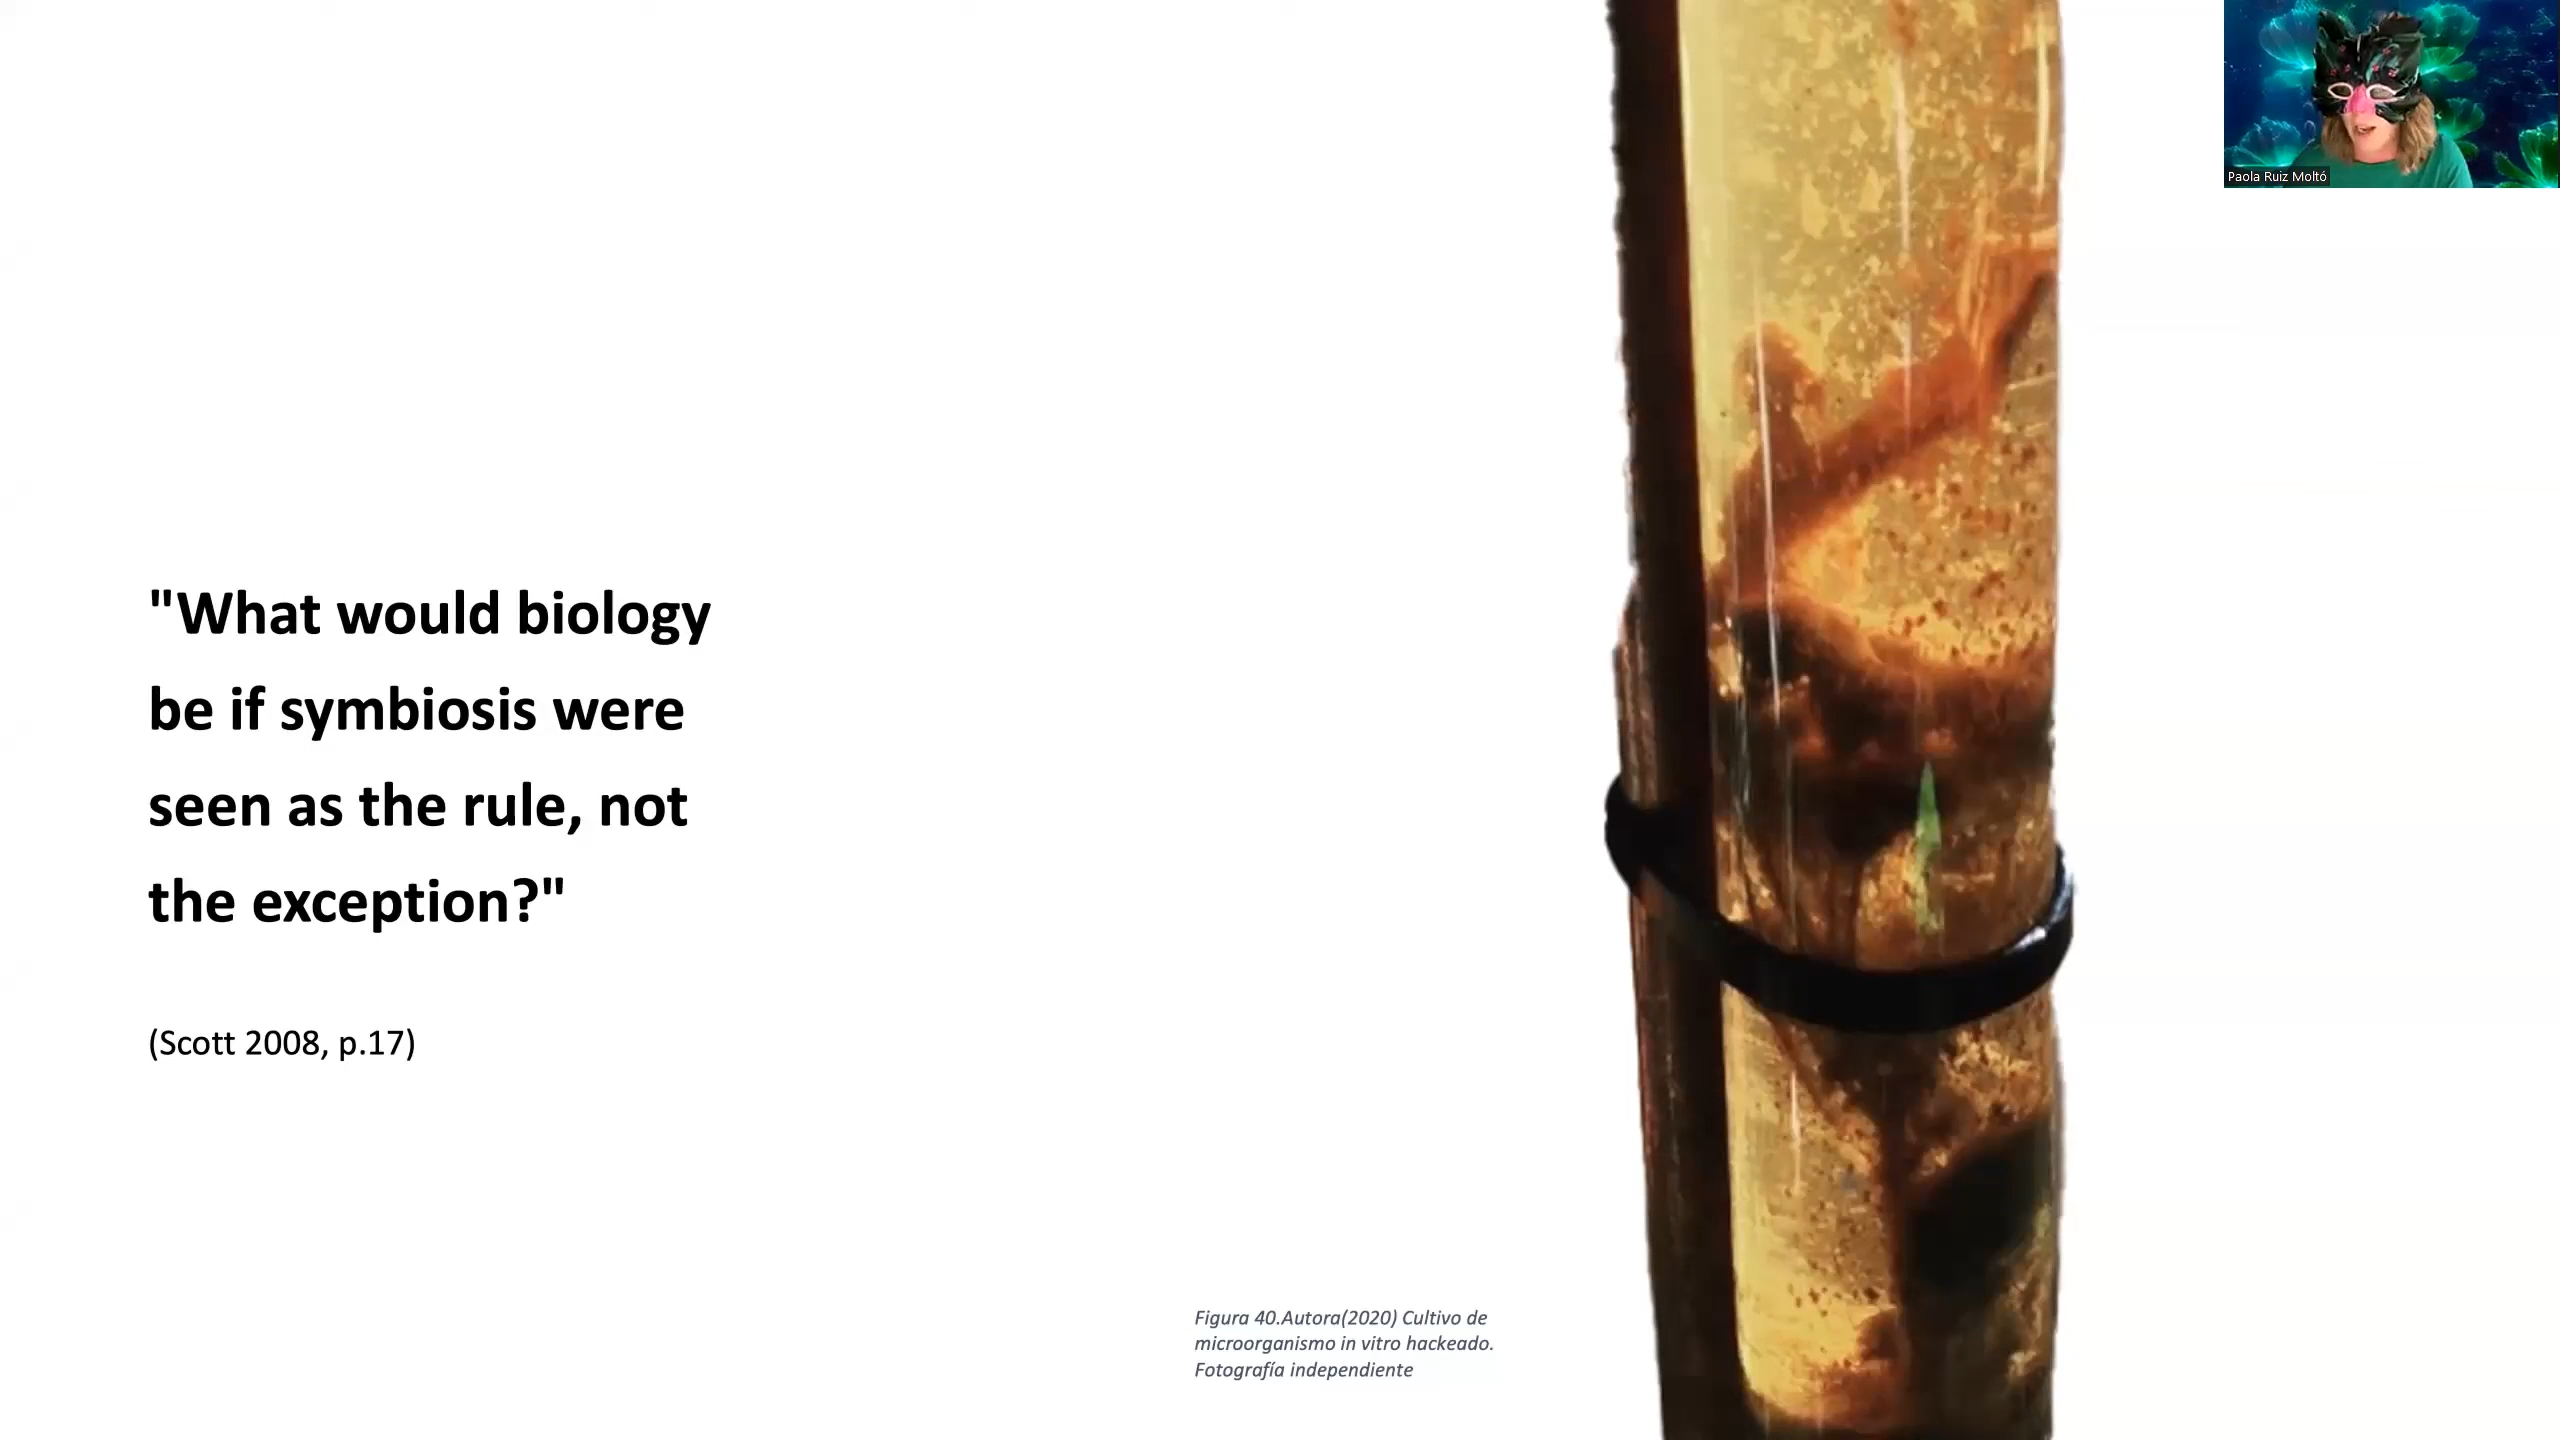 Paola Ruiz Moltó
"What would biology
be if symbiosis were
seen as the rule, not
the exception?"
(Scott 2008, p.17)
Figura 40.Autora(2020) Cultivo de
microorganismo in vitro hackeado.
Fotografía independiente